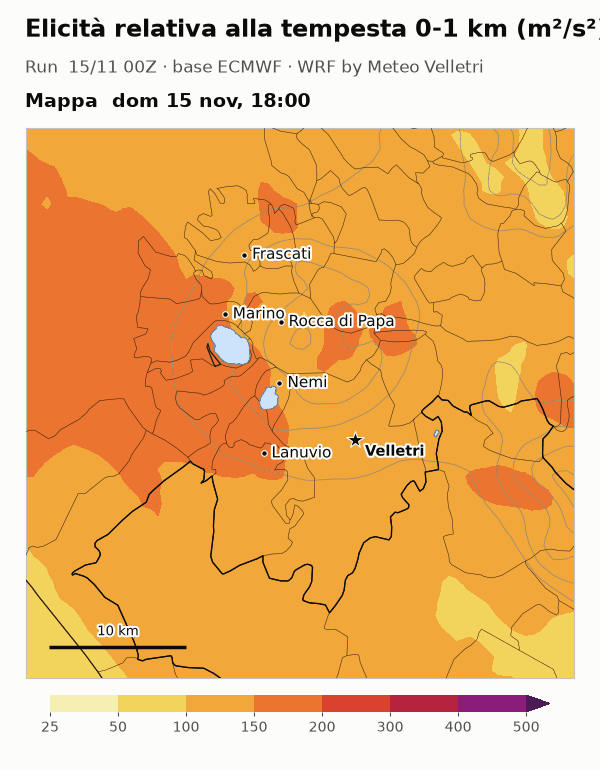 Elicità relativa alla tempesta 0-1 km (m²/s²)
Run  15/11 00Z · base ECMWF · WRF by Meteo Velletri
Mappa  dom 15 nov, 18:00
Frascati
Marino
Rocca di Papa
Nemi
Velletri
Lanuvio
10 km
25 50 100 150 200 300 400 500